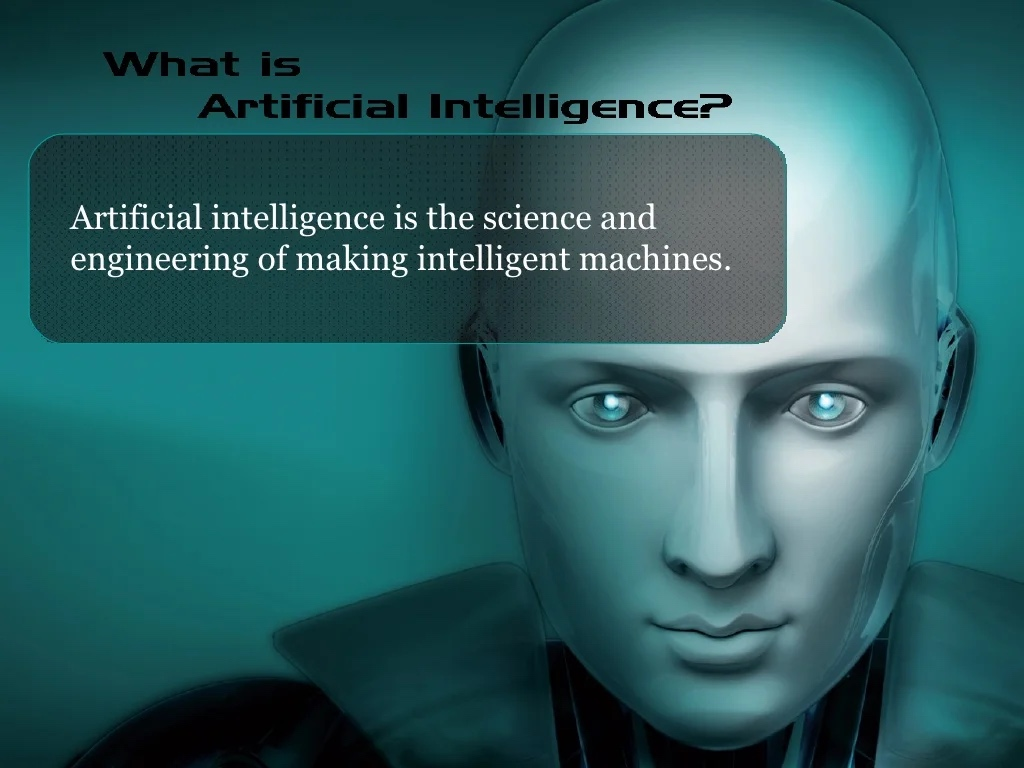 What is
Artificial Intelligence?
Artificial intelligence is the science and
engineering of making intelligent machines.